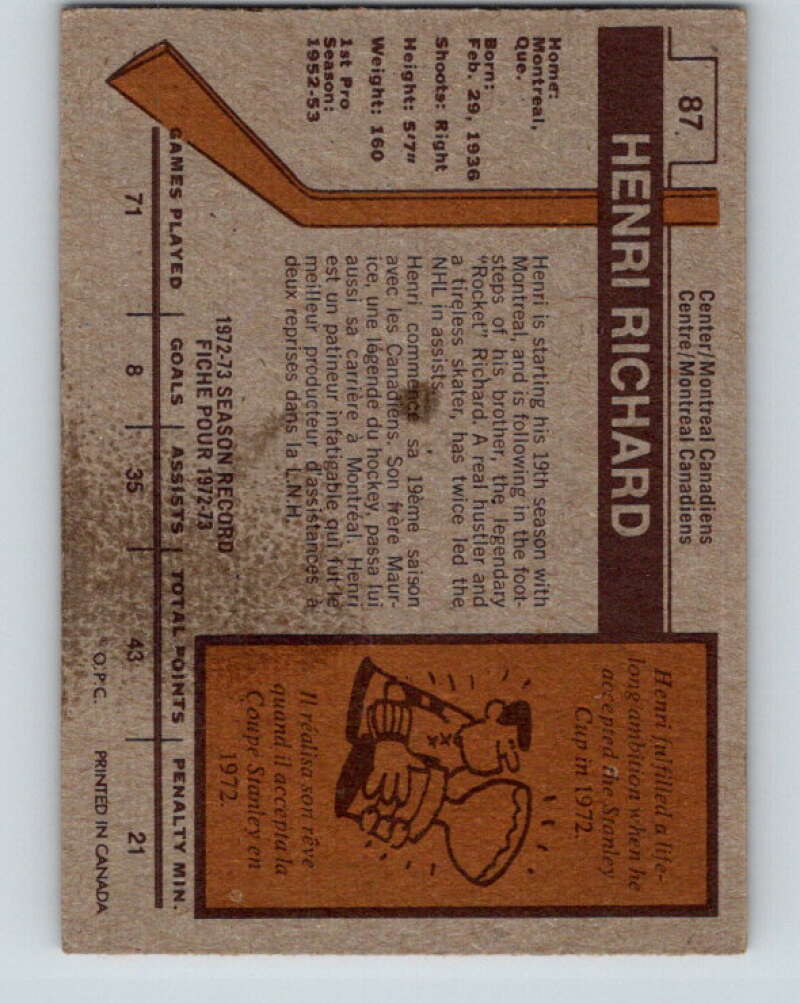 87
Center/Montreal Canadiens
Centre/Montreal Canadiens
HENRI RICHARD
Home:
Montreal,
Que.
Born:
Feb. 29, 1936
Shoots: Right
Height: 5'7"
Weight: 160
1st Pro
Season:
1952-53
Henri is starting his 19th season with
Montreal, and is following in the foot-
steps of his brother, the legendary
"Rocket" Richard. A real hustler and
a tireless skater, has twice led the
NHL in assists.
Henri commence sa 19ème saison
avec les Canadiens. Son frère Maur-
ice, une légende du hockey, passa lui
aussi sa carrière à Montréal. Henri
est un patineur infatigable qui fut le
meilleur producteur d'assistances à
deux reprises dans la L.N.H.
Henri fulfilled a life-
long ambition when he
accepted the Stanley
Cup in 1972.
Il réalisa son rêve
quand il accepta la
Coupe Stanley en
1972.
1972-73 SEASON RECORD
FICHE POUR 1972-73
GAMES PLAYED GOALS ASSISTS TOTAL POINTS PENALTY MIN.
71 8 35 43 21
© O.P.C. PRINTED IN CANADA